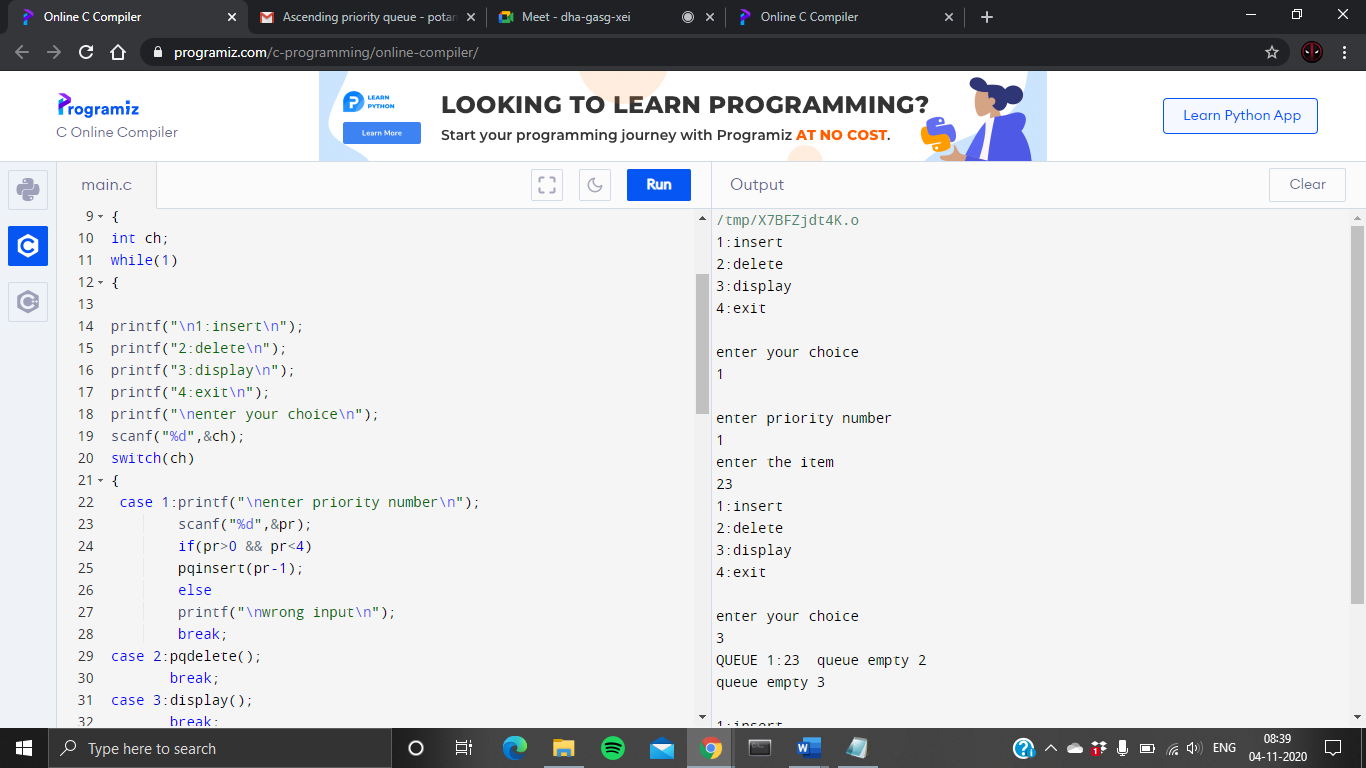 Online C Compiler
Ascending priority queue - potan
Meet - dha-gasg-xei
Online C Compiler
programiz.com/c-programming/online-compiler/
Programiz
C Online Compiler
LEARN
PYTHON
Learn More
LOOKING TO LEARN PROGRAMMING?
Start your programming journey with Programiz AT NO COST.
Learn Python App
main.c
Run
Output
Clear
9 {
10 int ch;
11 while(1)
12 {
13
14 printf("\n1:insert\n");
15 printf("2:delete\n");
16 printf("3:display\n");
17 printf("4:exit\n");
18 printf("\nenter your choice\n");
19 scanf("%d",&ch);
20 switch(ch)
21 {
22 case 1:printf("\nenter priority number\n");
23 scanf("%d",&pr);
24 if(pr>0 && pr<4)
25 pqinsert(pr-1);
26 else
27 printf("\nwrong input\n");
28 break;
29 case 2:pqdelete();
30 break;
31 case 3:display();
32 break;
/tmp/X7BFZjdt4K.o
1:insert
2:delete
3:display
4:exit
enter your choice
1
enter priority number
1
enter the item
23
1:insert
2:delete
3:display
4:exit
enter your choice
3
QUEUE 1:23 queue empty 2
queue empty 3
1:insert
Type here to search
ENG
08:39
04-11-2020